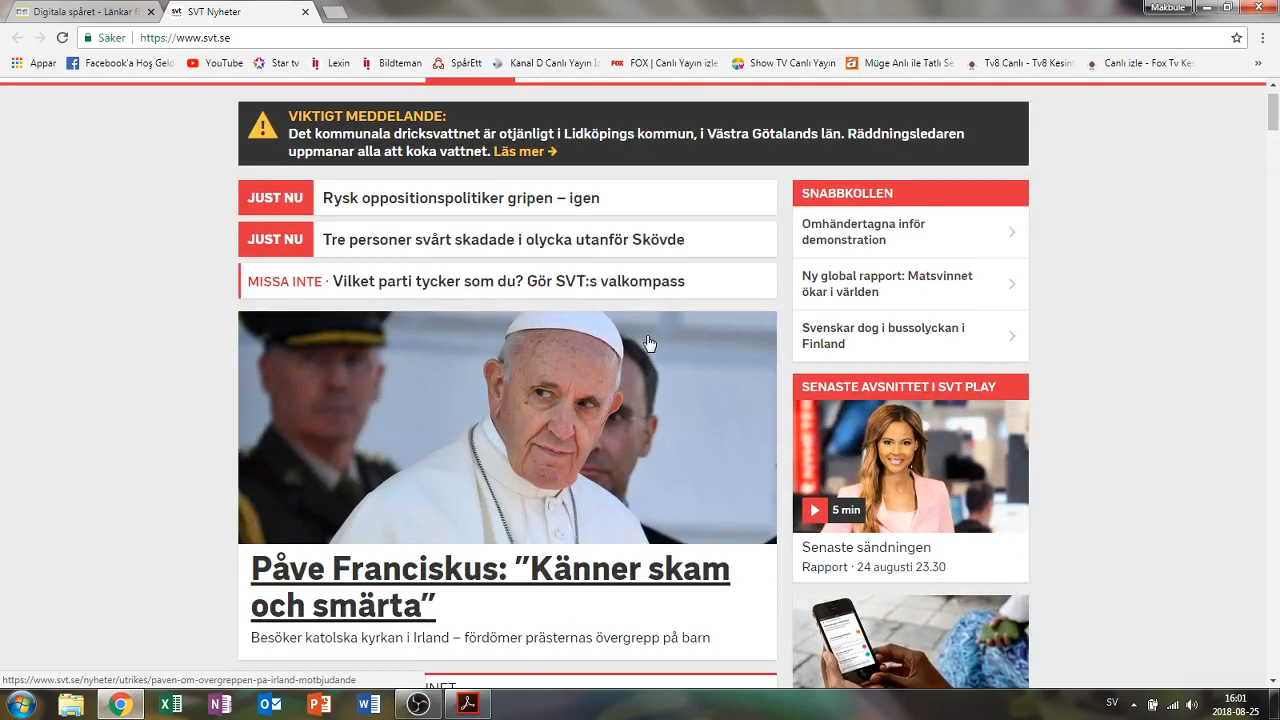 Digitala spåret - Länkar fo
SVT Nyheter
Makbule
Säker
https://www.svt.se
Appar
Facebook'a Hoş Geld
YouTube
Star tv
Lexin
Bildteman
SpårEtt
Kanal D Canlı Yayın İz
FOX | Canlı Yayın izle
Show TV Canlı Yayın
Müge Anlı ile Tatlı Se
Tv8 Canlı - Tv8 Kesint
Canlı izle - Fox Tv Kes
VIKTIGT MEDDELANDE:
Det kommunala dricksvattnet är otjänligt i Lidköpings kommun, i Västra Götalands län. Räddningsledaren
uppmanar alla att koka vattnet. Läs mer →
JUST NU Rysk oppositionspolitiker gripen – igen
JUST NU Tre personer svårt skadade i olycka utanför Skövde
MISSA INTE · Vilket parti tycker som du? Gör SVT:s valkompass
Påve Franciskus: ”Känner skam
och smärta”
Besöker katolska kyrkan i Irland – fördömer prästernas övergrepp på barn
SNABBKOLLEN
Omhändertagna inför
demonstration
Ny global rapport: Matsvinnet
ökar i världen
Svenskar dog i bussolyckan i
Finland
SENASTE AVSNITTET I SVT PLAY
5 min
Senaste sändningen
Rapport · 24 augusti 23.30
https://www.svt.se/nyheter/utrikes/paven-om-overgreppen-pa-irland-motbjudande
SV
16:01
2018-08-25